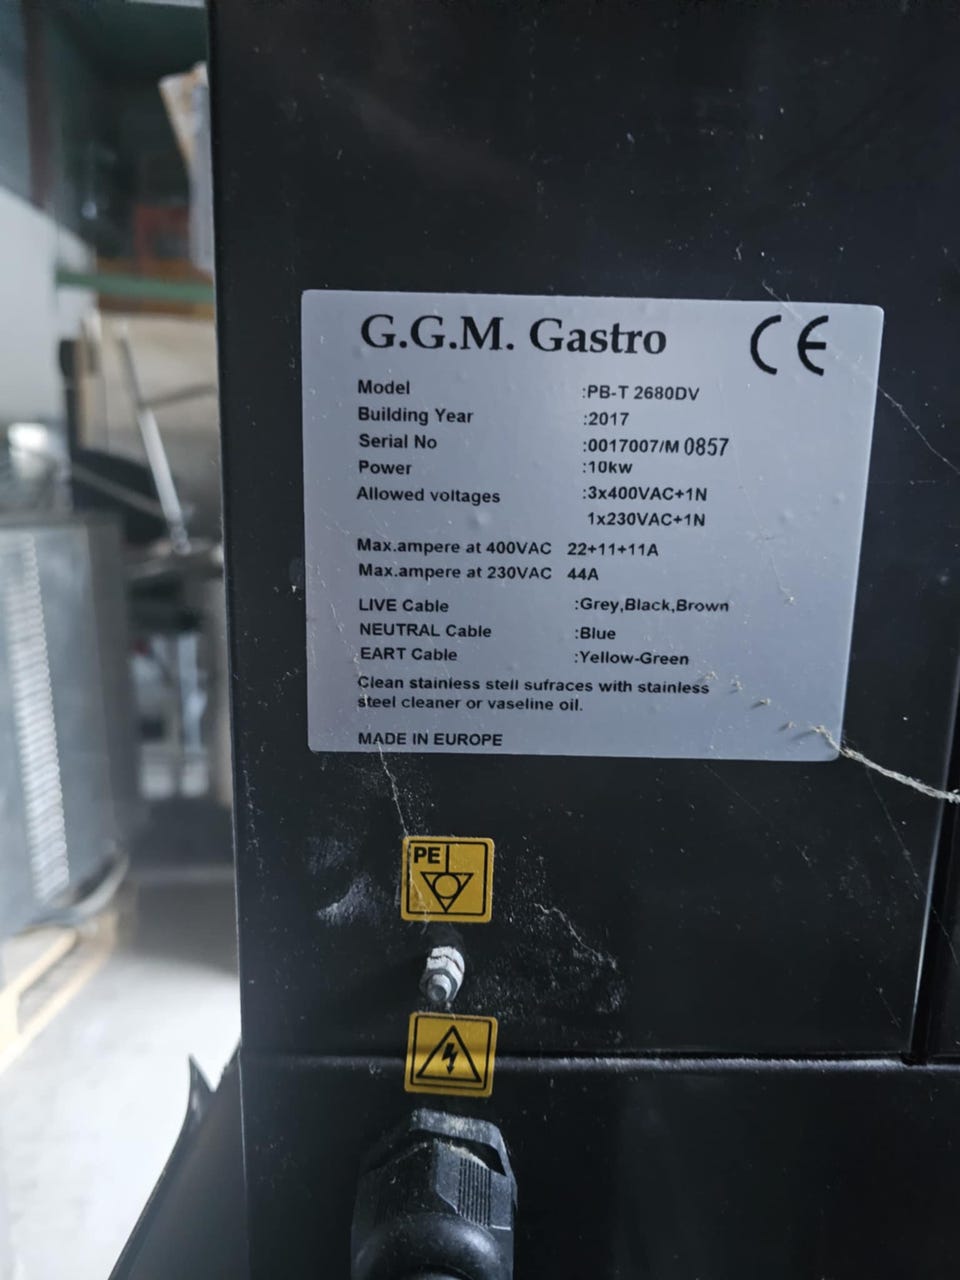 G.G.M. Gastro CE
Model :PB-T 2680DV
Building Year :2017
Serial No :0017007/M 0857
Power :10kw
Allowed voltages :3x400VAC+1N
1x230VAC+1N
Max.ampere at 400VAC 22+11+11A
Max.ampere at 230VAC 44A
LIVE Cable :Grey,Black,Brown
NEUTRAL Cable :Blue
EART Cable :Yellow-Green
Clean stainless stell sufraces with stainless
steel cleaner or vaseline oil.
MADE IN EUROPE
PE